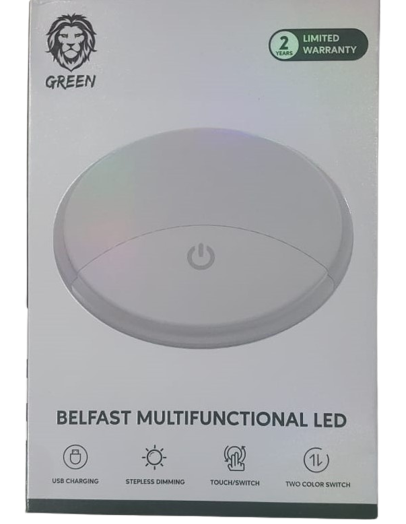 GREEN
2
YEARS
LIMITED
WARRANTY
BELFAST MULTIFUNCTIONAL LED
USB CHARGING
STEPLESS DIMMING
TOUCH/SWITCH
TWO COLOR SWITCH